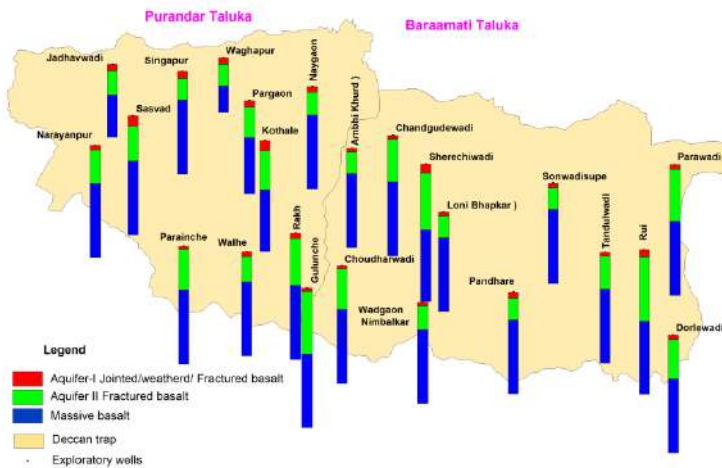 Purandar Taluka
Baraamati Taluka
Jadhavwadi
Singapur
Waghapur
Naygaon
Sasvad
Pargaon
Kothale
Narayanpur
Ambhi Khurd )
Chandgudewadi
Sherechiwadi
Parawadi
Sonwadisupe
Loni Bhapkar )
Parainche
Walhe
Rakh
Gulunche
Choudharwadi
Tandulwadi
Rui
Pandhare
Wadgaon
Nimbalkar
Dorlewadi
Legend
Aquifer-I Jointed/weatherd/ Fractured basalt
Aquifer II Fractured basalt
Massive basalt
Deccan trap
Exploratory wells